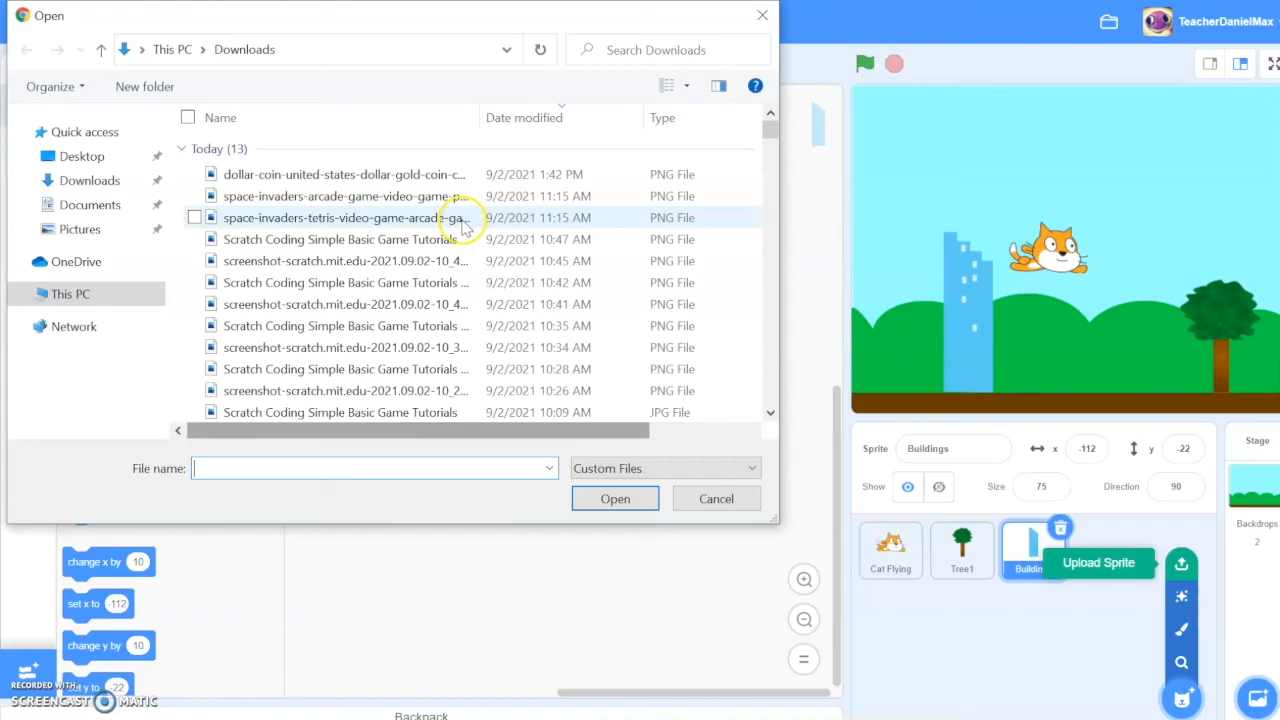 Open
TeacherDanielMax
This PC
Downloads
Search Downloads
Organize
New folder
Name
Date modified
Type
Quick access
Desktop
Downloads
Documents
Pictures
OneDrive
This PC
Network
Today (13)
dollar-coin-united-states-dollar-gold-coin-c... 9/2/2021 1:42 PM PNG File
space-invaders-arcade-game-video-game-p... 9/2/2021 11:15 AM PNG File
space-invaders-tetris-video-game-arcade-ga... 9/2/2021 11:15 AM PNG File
Scratch Coding Simple Basic Game Tutorials 9/2/2021 10:47 AM PNG File
screenshot-scratch.mit.edu-2021.09.02-10_4... 9/2/2021 10:45 AM PNG File
Scratch Coding Simple Basic Game Tutorials ... 9/2/2021 10:42 AM PNG File
screenshot-scratch.mit.edu-2021.09.02-10_4... 9/2/2021 10:41 AM PNG File
Scratch Coding Simple Basic Game Tutorials ... 9/2/2021 10:35 AM PNG File
screenshot-scratch.mit.edu-2021.09.02-10_3... 9/2/2021 10:34 AM PNG File
Scratch Coding Simple Basic Game Tutorials ... 9/2/2021 10:28 AM PNG File
screenshot-scratch.mit.edu-2021.09.02-10_2... 9/2/2021 10:26 AM PNG File
Scratch Coding Simple Basic Game Tutorials 9/2/2021 10:09 AM JPG File
File name:
Custom Files
Open
Cancel
change x by 10
set x to -112
change y by 10
set y to -22
RECORDED WITH
SCREENCAST MATIC
Backpack
Sprite Buildings x -112 y -22
Show Size 75 Direction 90
Cat Flying
Tree1
Buildin
Upload Sprite
Stage
Backdrops
2